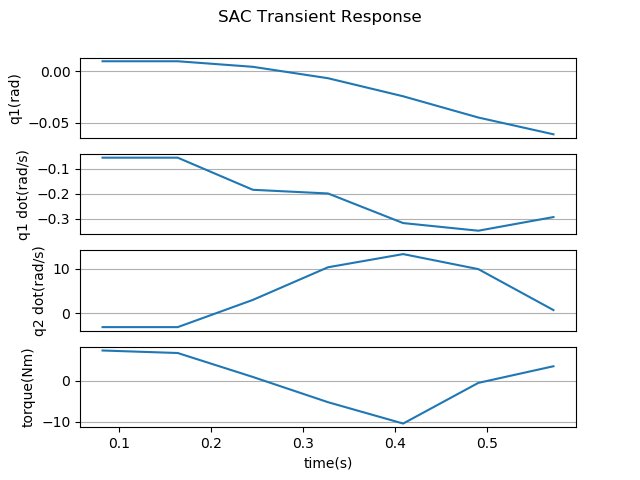 SAC Transient Response
q1(rad)
0.00
−0.05
q1 dot(rad/s)
−0.1
−0.2
−0.3
q2 dot(rad/s)
10
0
torque(Nm)
0
−10
0.1 0.2 0.3 0.4 0.5
time(s)